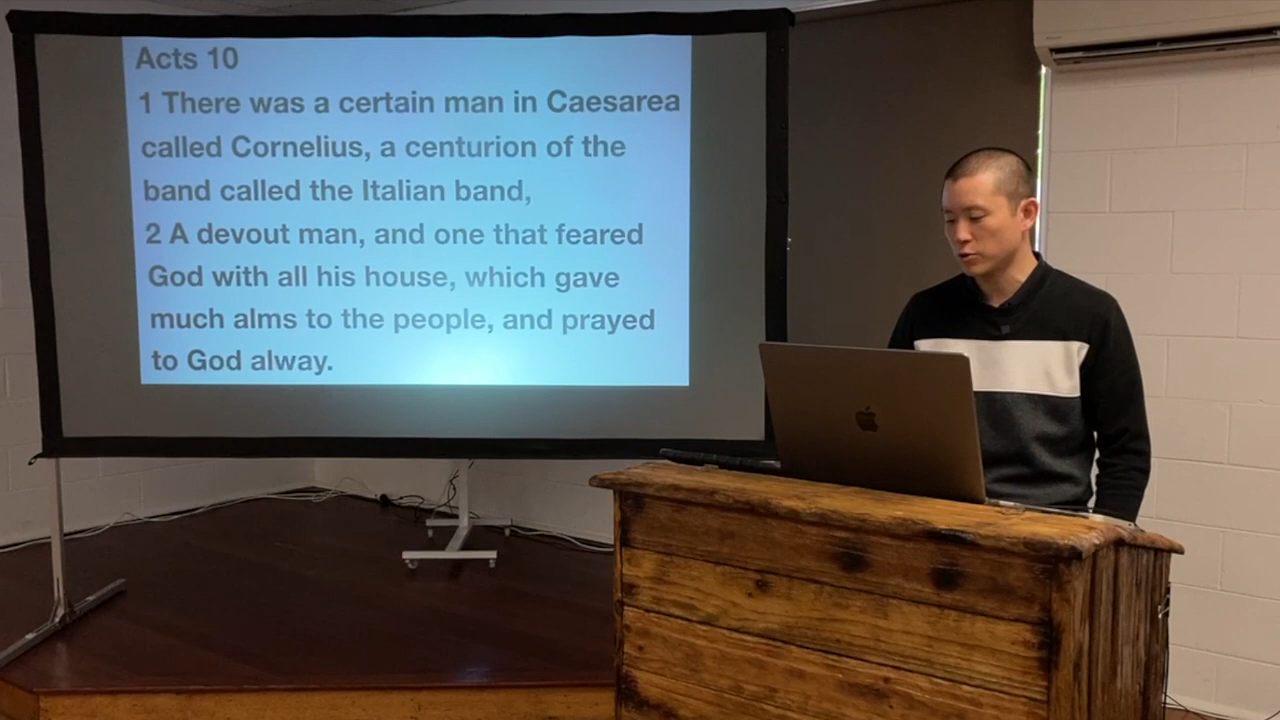 Acts 10
1 There was a certain man in Caesarea
called Cornelius, a centurion of the
band called the Italian band,
2 A devout man, and one that feared
God with all his house, which gave
much alms to the people, and prayed
to God alway.